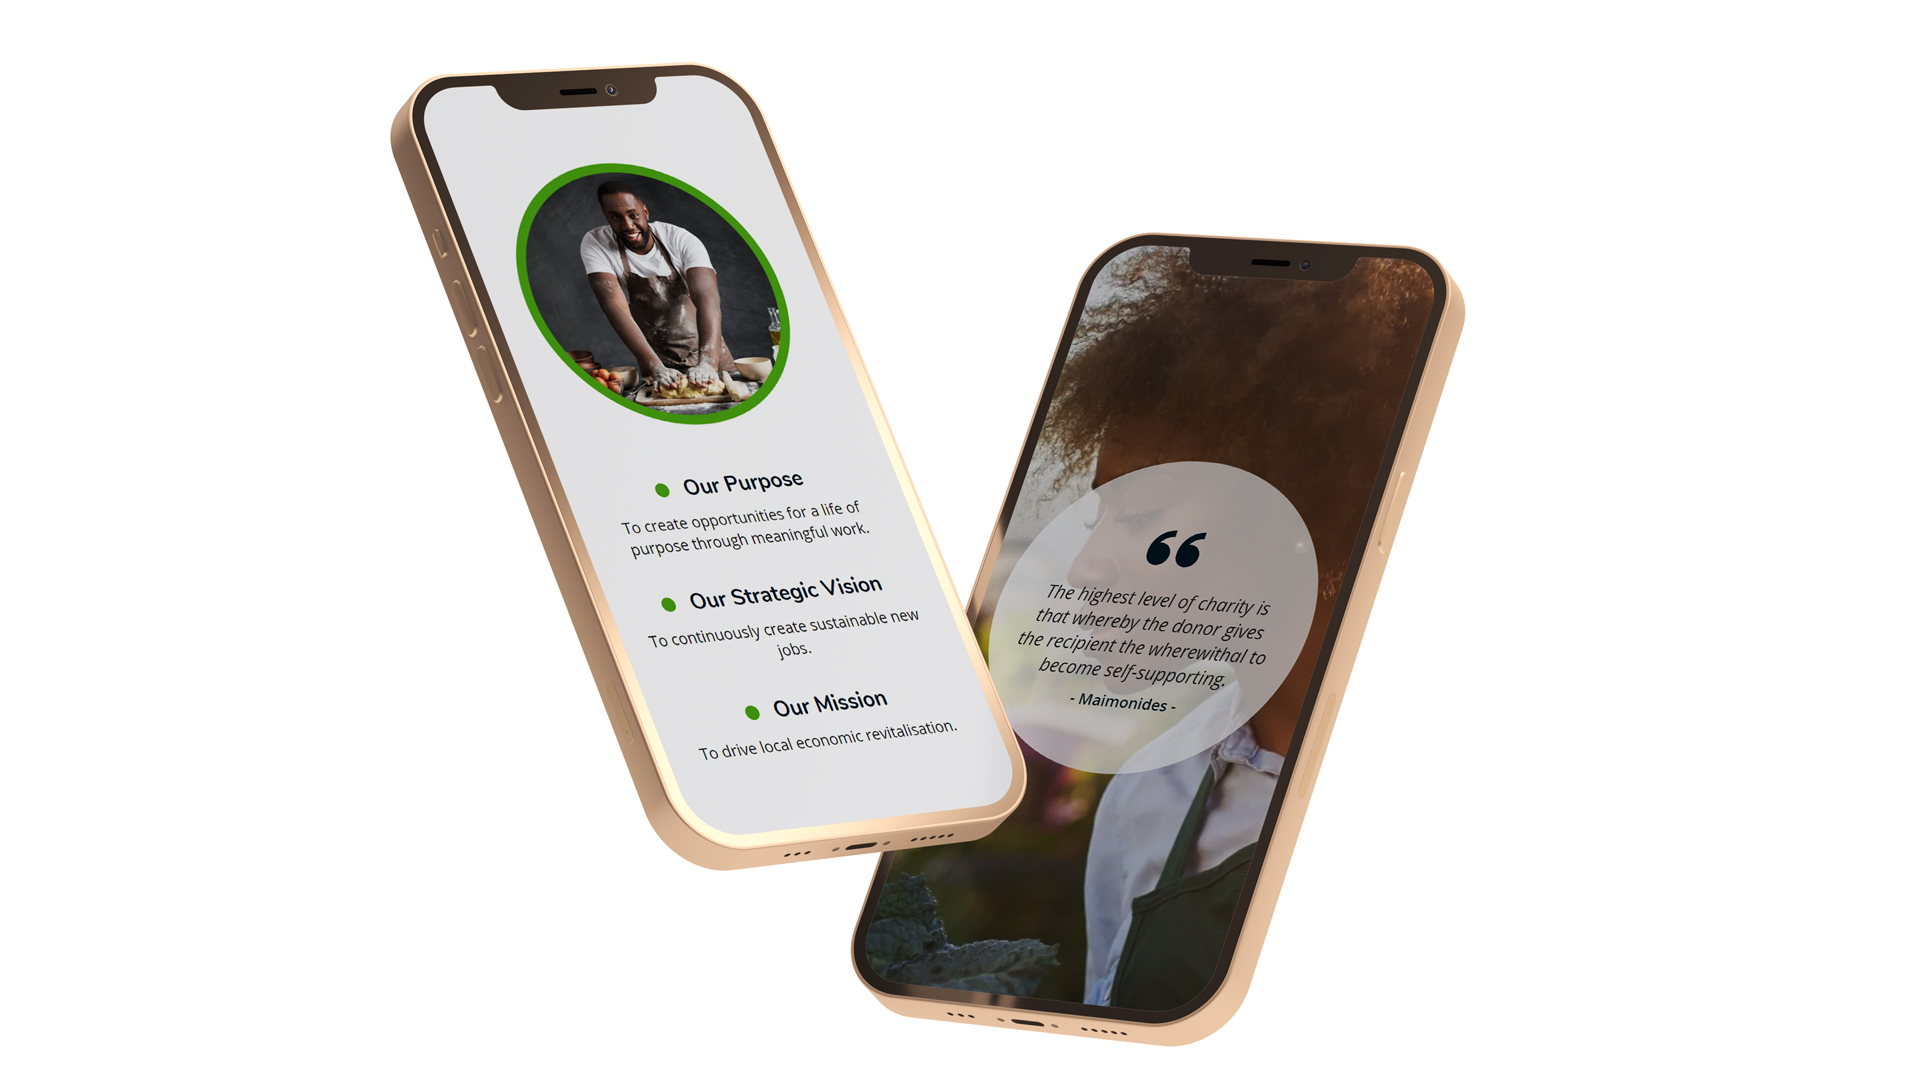 Our Purpose
To create opportunities for a life of
purpose through meaningful work.
Our Strategic Vision
To continuously create sustainable new
jobs.
Our Mission
To drive local economic revitalisation.
“
The highest level of charity is
that whereby the donor gives
the recipient the wherewithal to
become self-supporting.
- Maimonides -